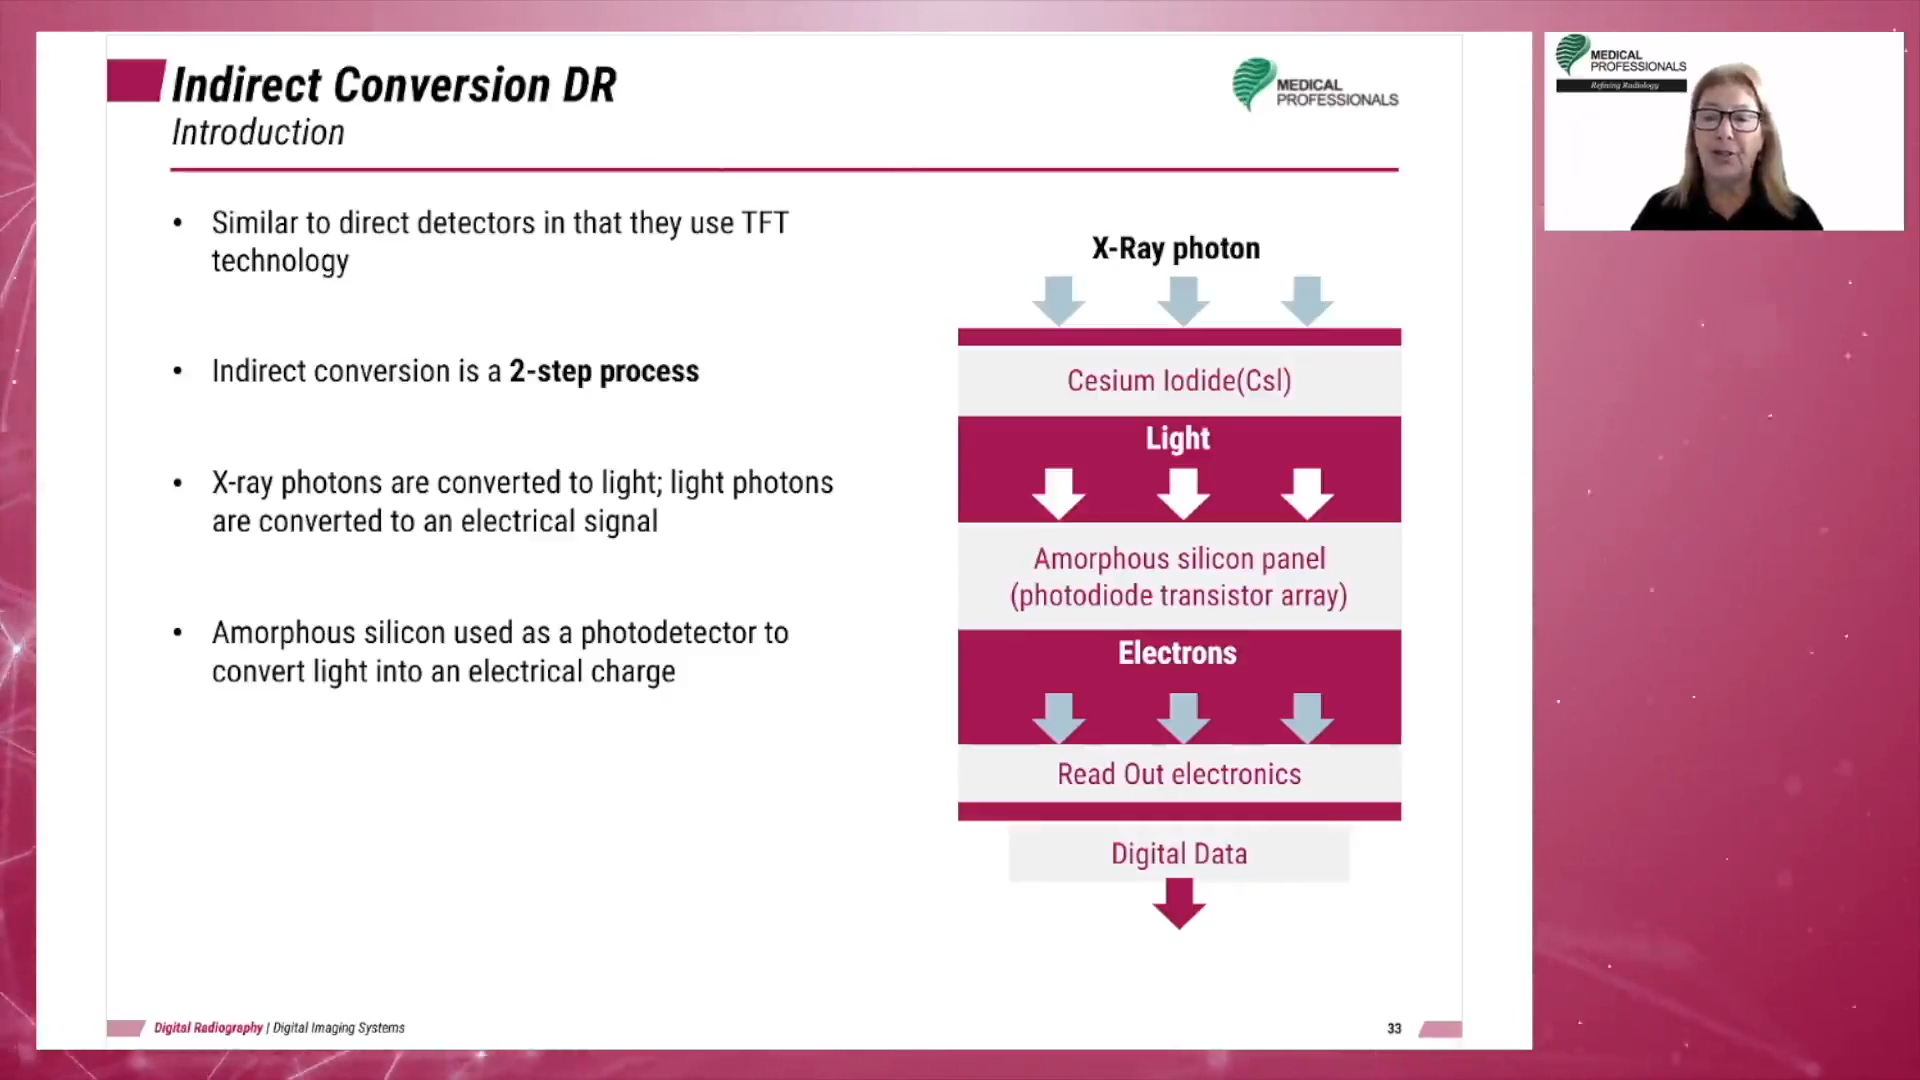 Indirect Conversion DR
Introduction
MEDICAL
PROFESSIONALS
• Similar to direct detectors in that they use TFT
technology
• Indirect conversion is a 2-step process
• X-ray photons are converted to light; light photons
are converted to an electrical signal
• Amorphous silicon used as a photodetector to
convert light into an electrical charge
X-Ray photon
Cesium Iodide(CsI)
Light
Amorphous silicon panel
(photodiode transistor array)
Electrons
Read Out electronics
Digital Data
Digital Radiography | Digital Imaging Systems
33
MEDICAL
PROFESSIONALS
Refining Radiology